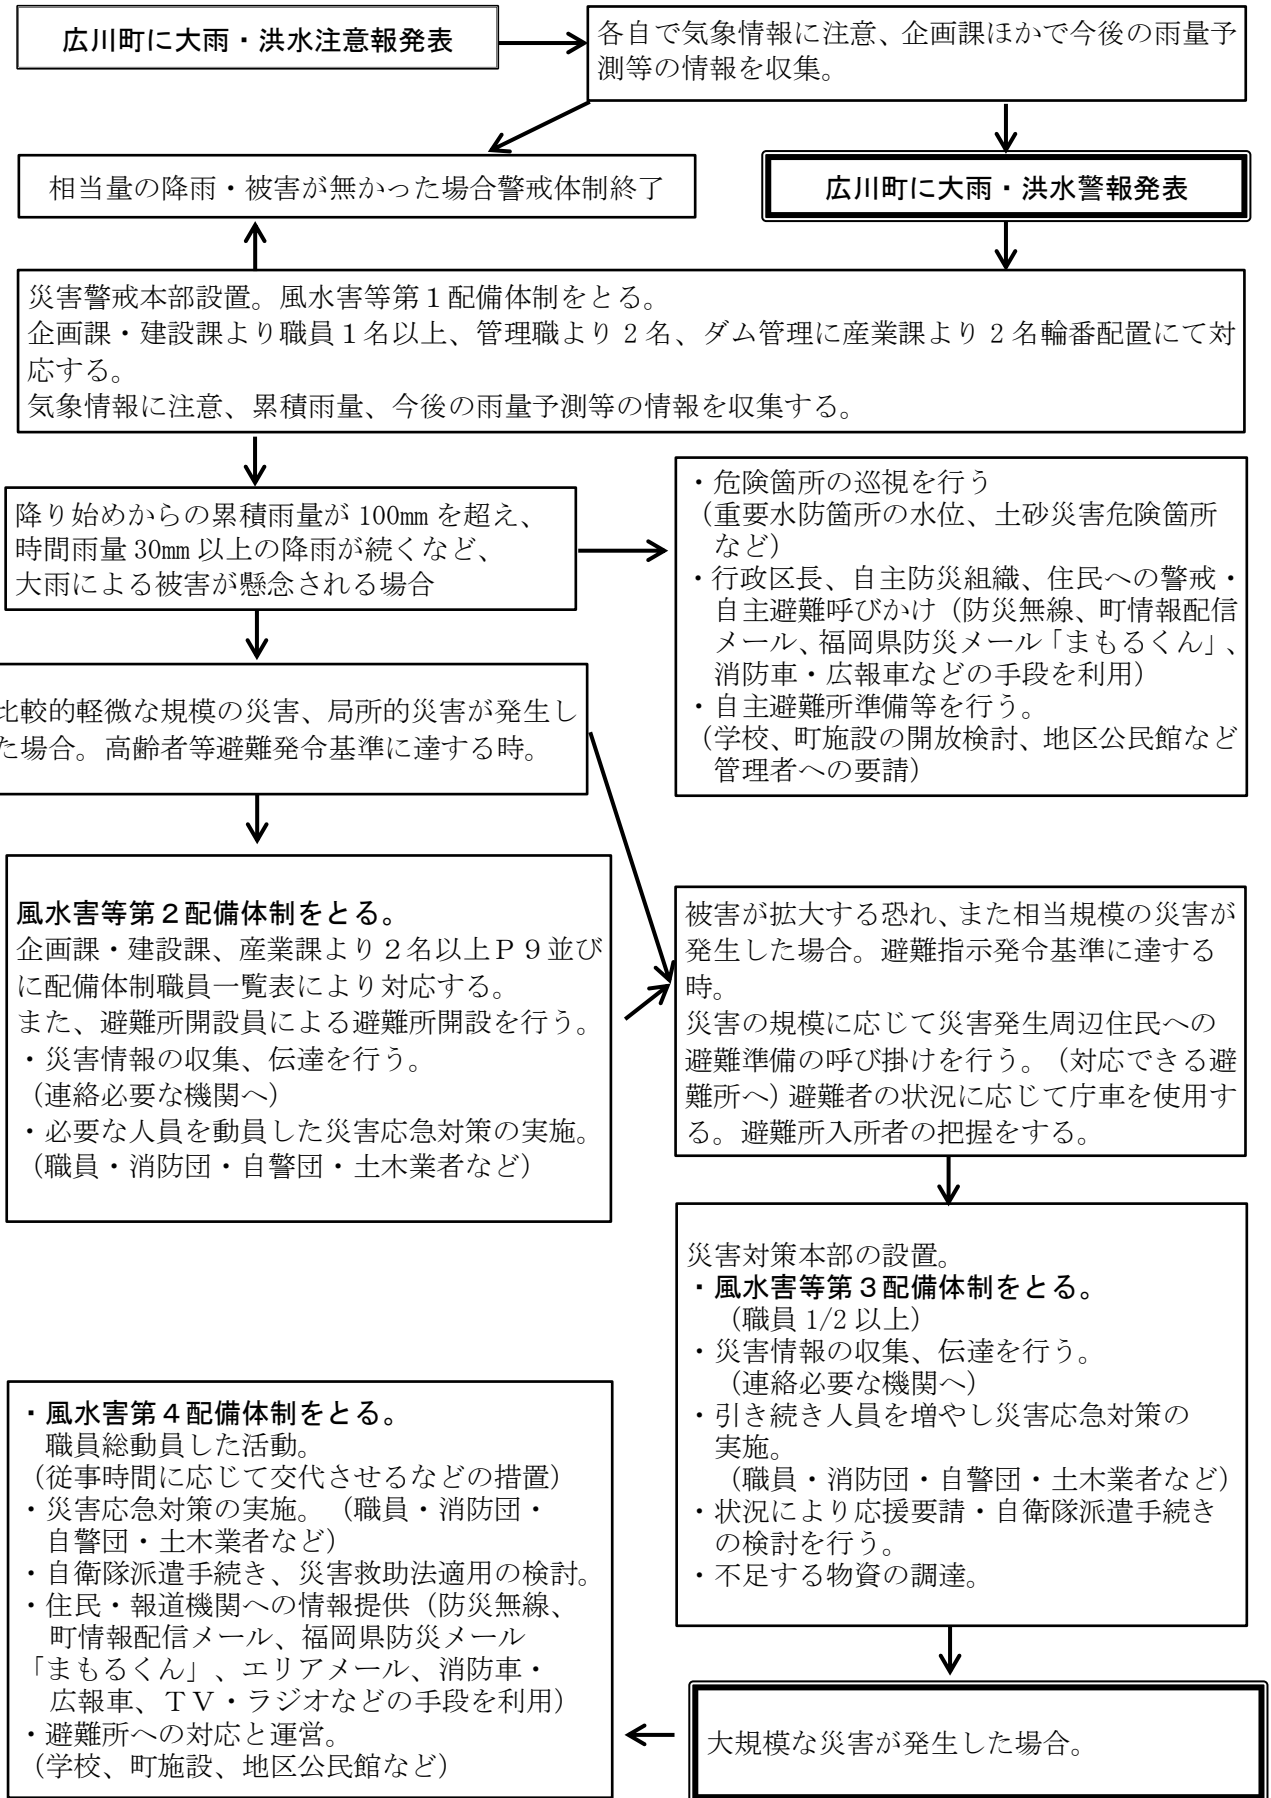 広川町に大雨・洪水注意報発表
各自で気象情報に注意、企画課ほかで今後の雨量予
測等の情報を収集。
相当量の降雨・被害が無かった場合警戒体制終了
広川町に大雨・洪水警報発表
災害警戒本部設置。風水害等第１配備体制をとる。
企画課・建設課より職員１名以上、管理職より 2 名、ダム管理に産業課より 2 名輪番配置にて対
応する。
気象情報に注意、累積雨量、今後の雨量予測等の情報を収集する。
降り始めからの累積雨量が 100㎜ を超え、
時間雨量 30㎜ 以上の降雨が続くなど、
大雨による被害が懸念される場合
・危険箇所の巡視を行う
（重要水防箇所の水位、土砂災害危険箇所
など）
・行政区長、自主防災組織、住民への警戒・
自主避難呼びかけ（防災無線、町情報配信
メール、福岡県防災メール「まもるくん」、
消防車・広報車などの手段を利用）
・自主避難所準備等を行う。
（学校、町施設の開放検討、地区公民館など
管理者への要請）
比較的軽微な規模の災害、局所的災害が発生し
た場合。高齢者等避難発令基準に達する時。
風水害等第２配備体制をとる。
企画課・建設課、産業課より２名以上Ｐ９並び
に配備体制職員一覧表により対応する。
また、避難所開設員による避難所開設を行う。
・災害情報の収集、伝達を行う。
（連絡必要な機関へ）
・必要な人員を動員した災害応急対策の実施。
（職員・消防団・自警団・土木業者など）
被害が拡大する恐れ、また相当規模の災害が
発生した場合。避難指示発令基準に達する
時。
災害の規模に応じて災害発生周辺住民への
避難準備の呼び掛けを行う。（対応できる避
難所へ）避難者の状況に応じて庁車を使用す
る。避難所入所者の把握をする。
災害対策本部の設置。
・風水害等第３配備体制をとる。
（職員 1/2 以上）
・災害情報の収集、伝達を行う。
（連絡必要な機関へ）
・引き続き人員を増やし災害応急対策の
実施。
（職員・消防団・自警団・土木業者など）
・状況により応援要請・自衛隊派遣手続き
の検討を行う。
・不足する物資の調達。
大規模な災害が発生した場合。
・風水害第４配備体制をとる。
職員総動員した活動。
（従事時間に応じて交代させるなどの措置）
・災害応急対策の実施。（職員・消防団・
自警団・土木業者など）
・自衛隊派遣手続き、災害救助法適用の検討。
・住民・報道機関への情報提供（防災無線、
町情報配信メール、福岡県防災メール
「まもるくん」、エリアメール、消防車・
広報車、ＴＶ・ラジオなどの手段を利用）
・避難所への対応と運営。
（学校、町施設、地区公民館など）